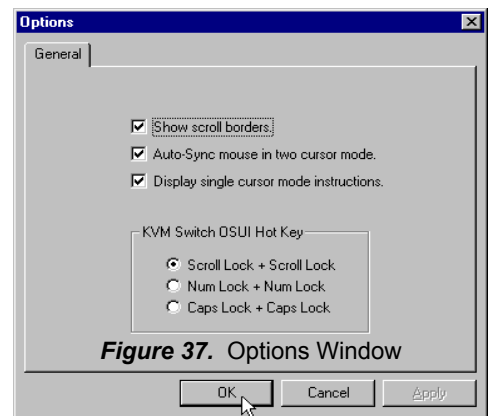 Options
General
Show scroll borders.
Auto-Sync mouse in two cursor mode.
Display single cursor mode instructions.
KVM Switch OSUI Hot Key
Scroll Lock + Scroll Lock
Num Lock + Num Lock
Caps Lock + Caps Lock
Figure 37. Options Window
OK Cancel Apply